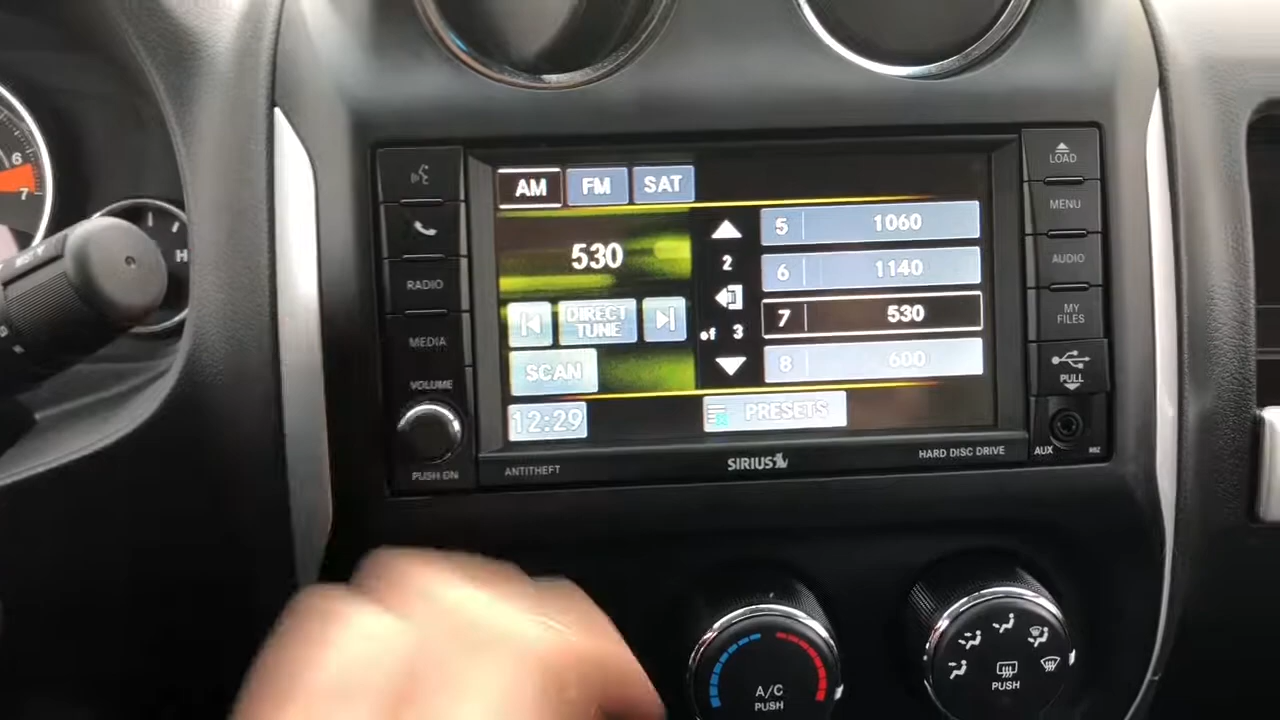 6
7
H
RADIO
MEDIA
VOLUME
PUSH ON
AM FM SAT
530
DIRECT
TUNE
SCAN
12:29
2
of 3
5 1060
6 1140
7 530
8 600
PRESETS
ANTITHEFT
SIRIUS
HARD DISC DRIVE
LOAD
MENU
AUDIO
MY
FILES
PULL
AUX
A/C
PUSH
PUSH